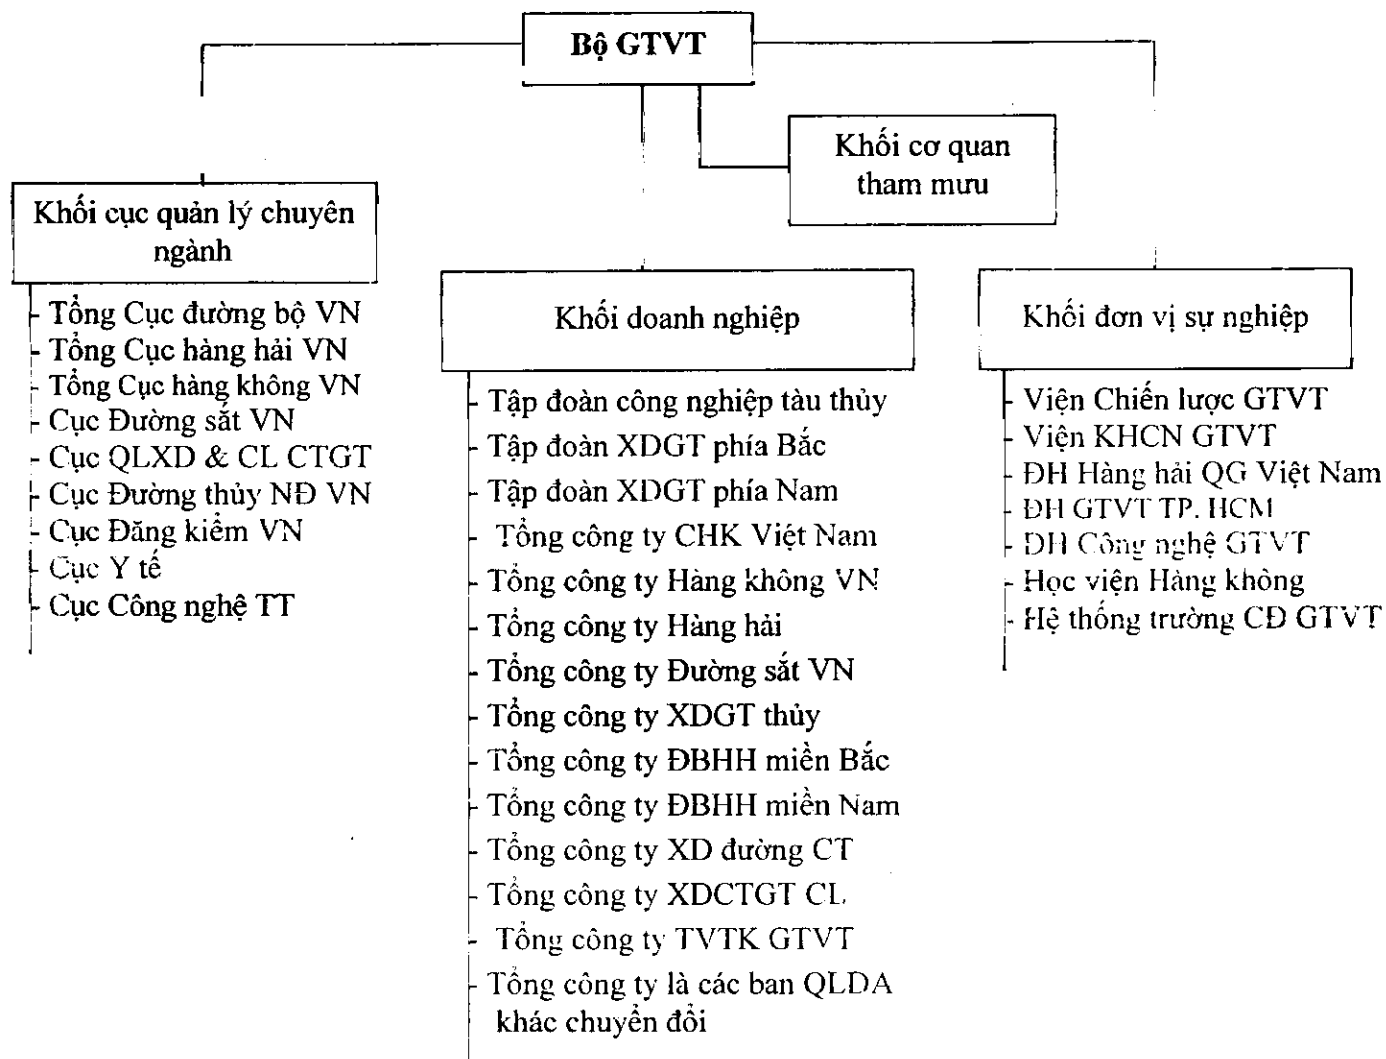 Bộ GTVT
Khối cơ quan
tham mưu
Khối cục quản lý chuyên
ngành
- Tổng Cục đường bộ VN
- Tổng Cục hàng hải VN
- Tổng Cục hàng không VN
- Cục Đường sắt VN
- Cục QLXD & CL CTGT
- Cục Đường thủy NĐ VN
- Cục Đăng kiểm VN
- Cục Y tế
- Cục Công nghệ TT
Khối doanh nghiệp
- Tập đoàn công nghiệp tàu thủy
- Tập đoàn XDGT phía Bắc
- Tập đoàn XDGT phía Nam
- Tổng công ty CHK Việt Nam
- Tổng công ty Hàng không VN
- Tổng công ty Hàng hải
- Tổng công ty Đường sắt VN
- Tổng công ty XDGT thủy
- Tổng công ty ĐBHH miền Bắc
- Tổng công ty ĐBHH miền Nam
- Tổng công ty XD đường CT
- Tổng công ty XDCTGT CL
- Tổng công ty TVTK GTVT
- Tổng công ty là các ban QLDA
khác chuyển đổi
Khối đơn vị sự nghiệp
- Viện Chiến lược GTVT
- Viện KHCN GTVT
- ĐH Hàng hải QG Việt Nam
- ĐH GTVT TP. HCM
- ĐH Công nghệ GTVT
- Học viện Hàng không
- Hệ thống trường CĐ GTVT